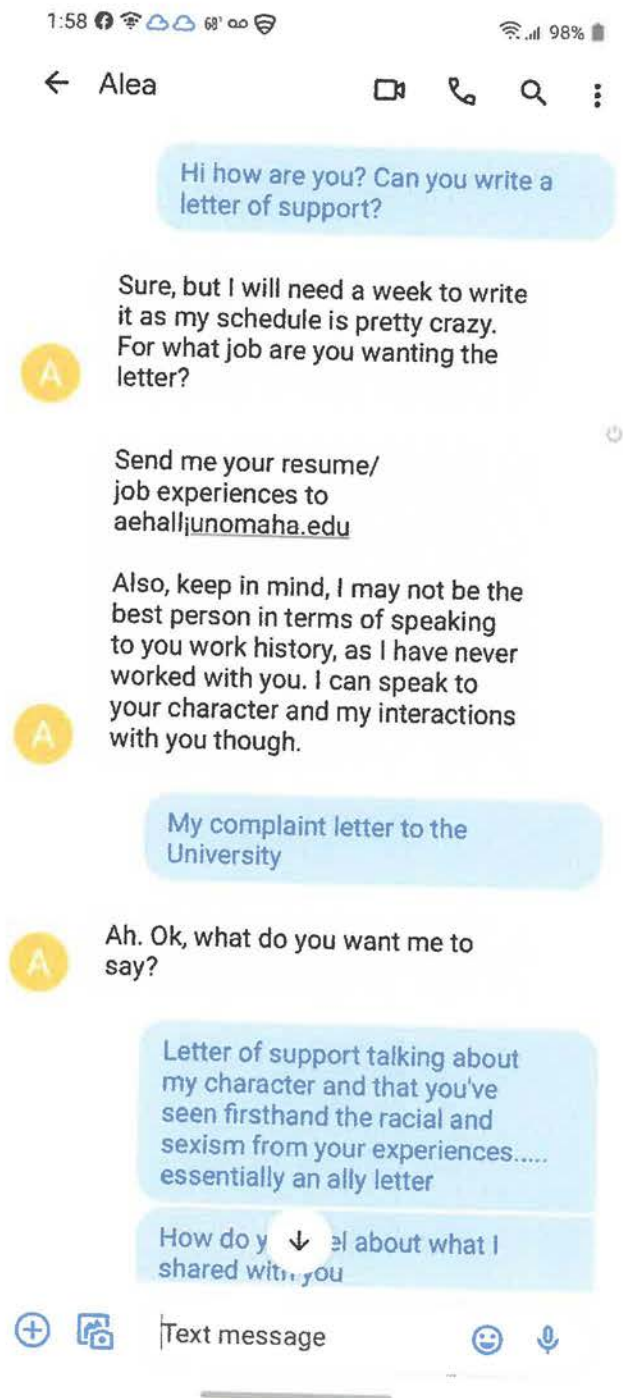 1:58 68°
98%
Alea
Hi how are you? Can you write a
letter of support?
Sure, but I will need a week to write
it as my schedule is pretty crazy.
For what job are you wanting the
letter?
A
Send me your resume/
job experiences to
aehalljunomaha.edu
Also, keep in mind, I may not be the
best person in terms of speaking
to you work history, as I have never
worked with you. I can speak to
your character and my interactions
with you though.
A
My complaint letter to the
University
Ah. Ok, what do you want me to
say?
A
Letter of support talking about
my character and that you've
seen firsthand the racial and
sexism from your experiences.....
essentially an ally letter
How do y el about what I
shared with you
Text message